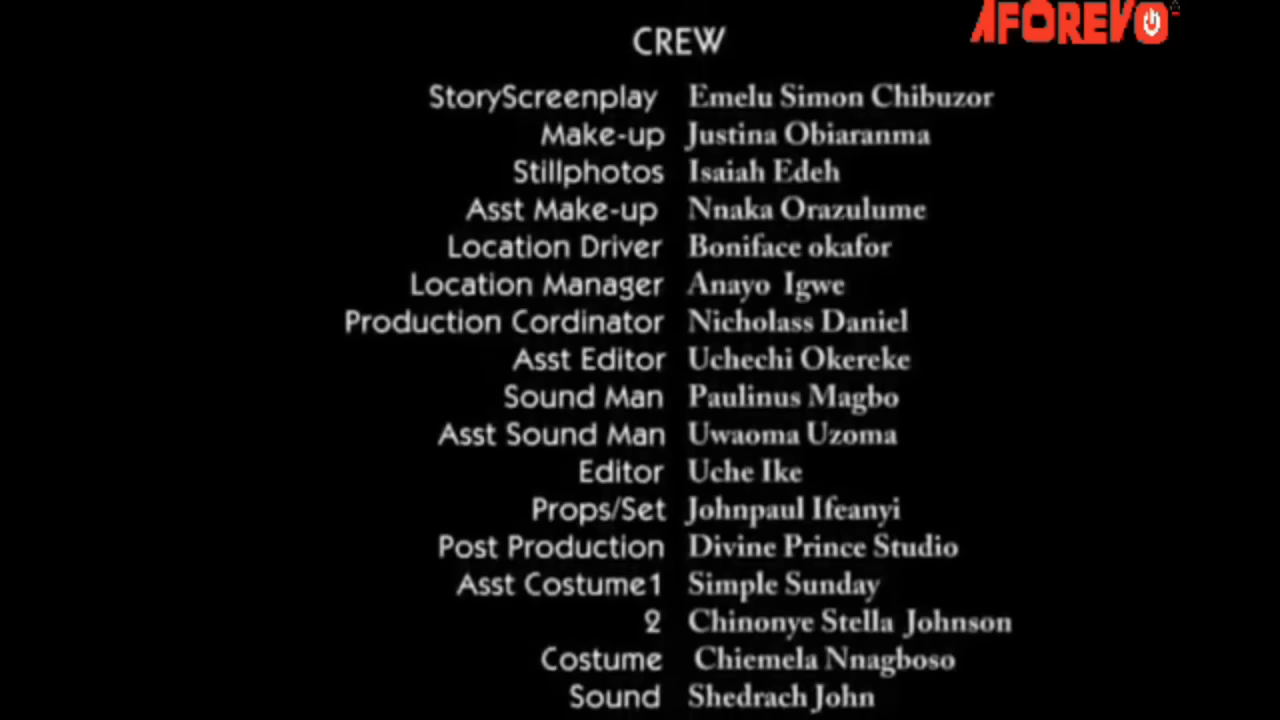 AFOREVO
CREW
StoryScreenplay Emelu Simon Chibuzor
Make-up Justina Obiaranma
Stillphotos Isaiah Edeh
Asst Make-up Nnaka Orazulume
Location Driver Boniface okafor
Location Manager Anayo Igwe
Production Cordinator Nicholass Daniel
Asst Editor Uchechi Okereke
Sound Man Paulinus Magbo
Asst Sound Man Uwaoma Uzoma
Editor Uche Ike
Props/Set Johnpaul Ifeanyi
Post Production Divine Prince Studio
Asst Costume1 Simple Sunday
2 Chinonye Stella Johnson
Costume Chiemela Nnagboso
Sound Shedrach John